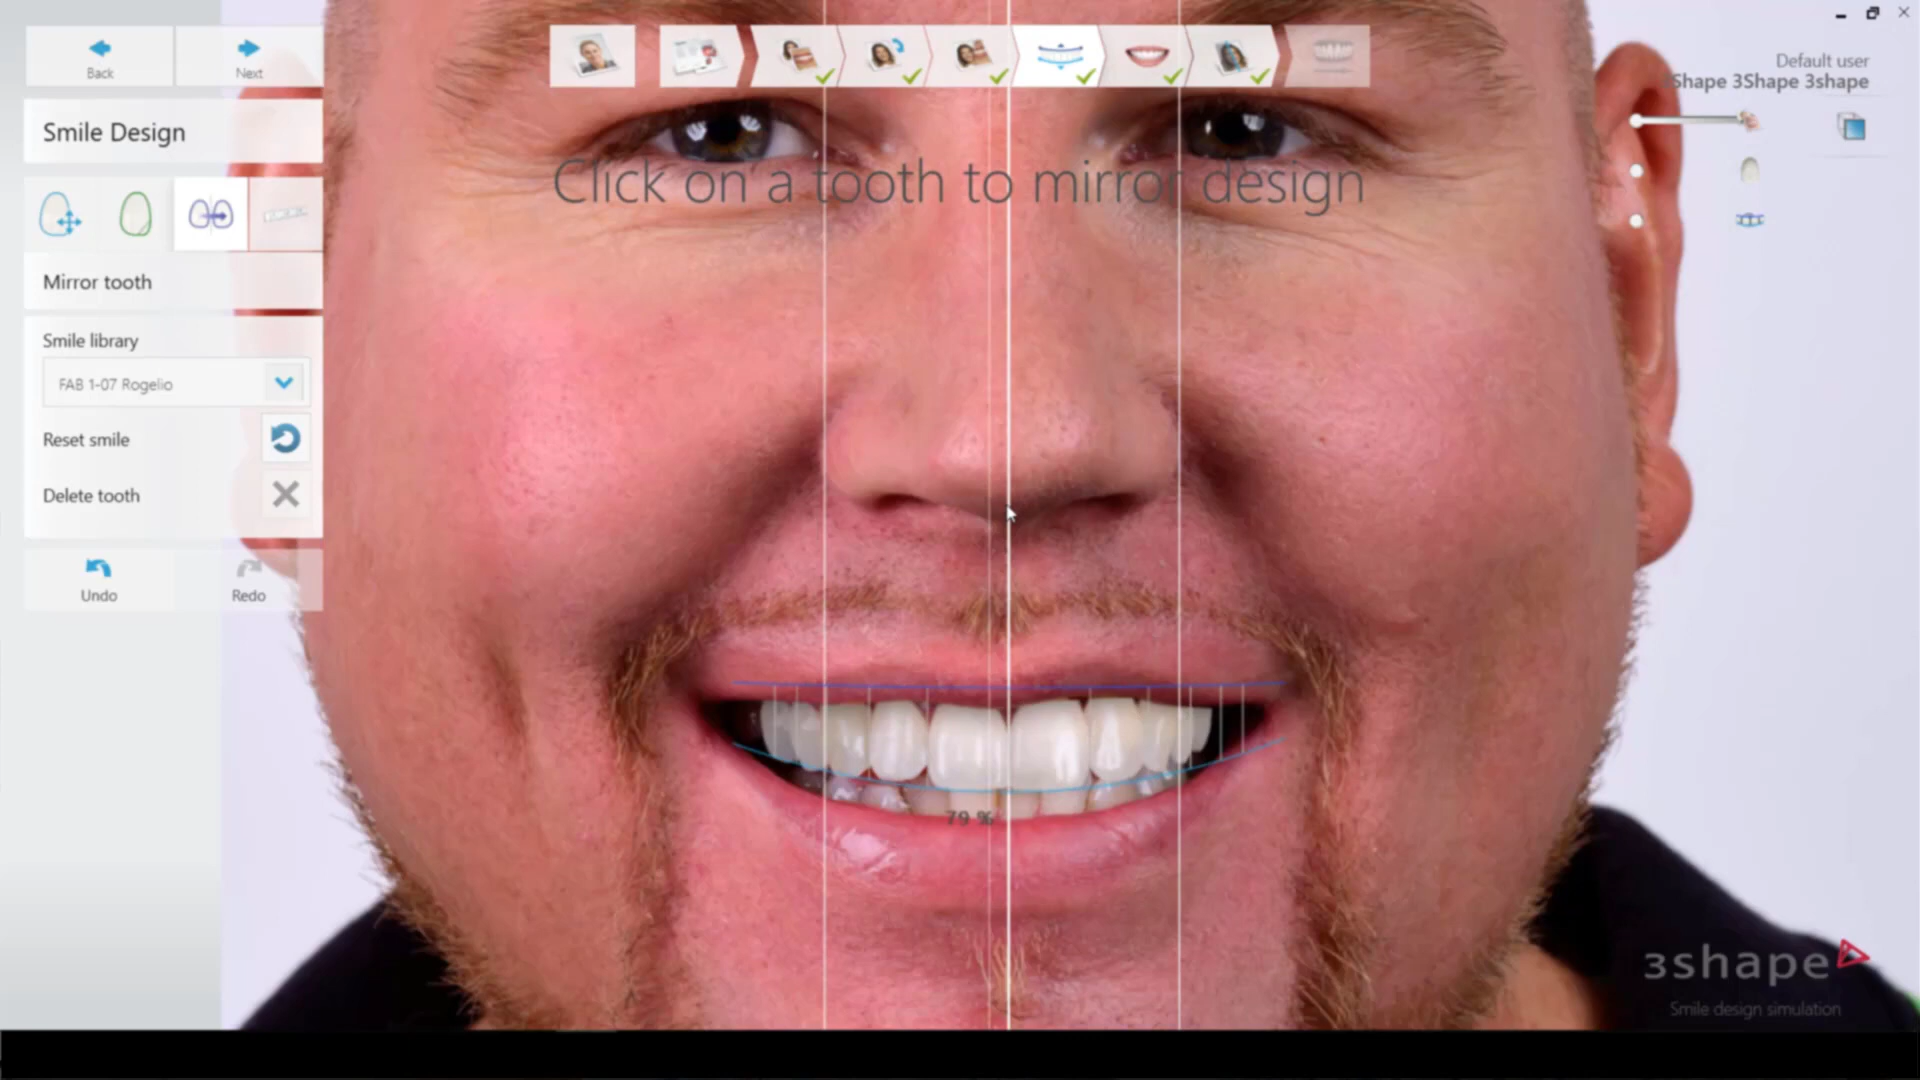 Back
Next
Default user
Shape 3Shape 3shape
Smile Design
Click on a tooth to mirror design
Mirror tooth
Smile library
FAB 1-07 Rogelio
Reset smile
Delete tooth
Undo
Redo
79 %
3shape
Smile design simulation